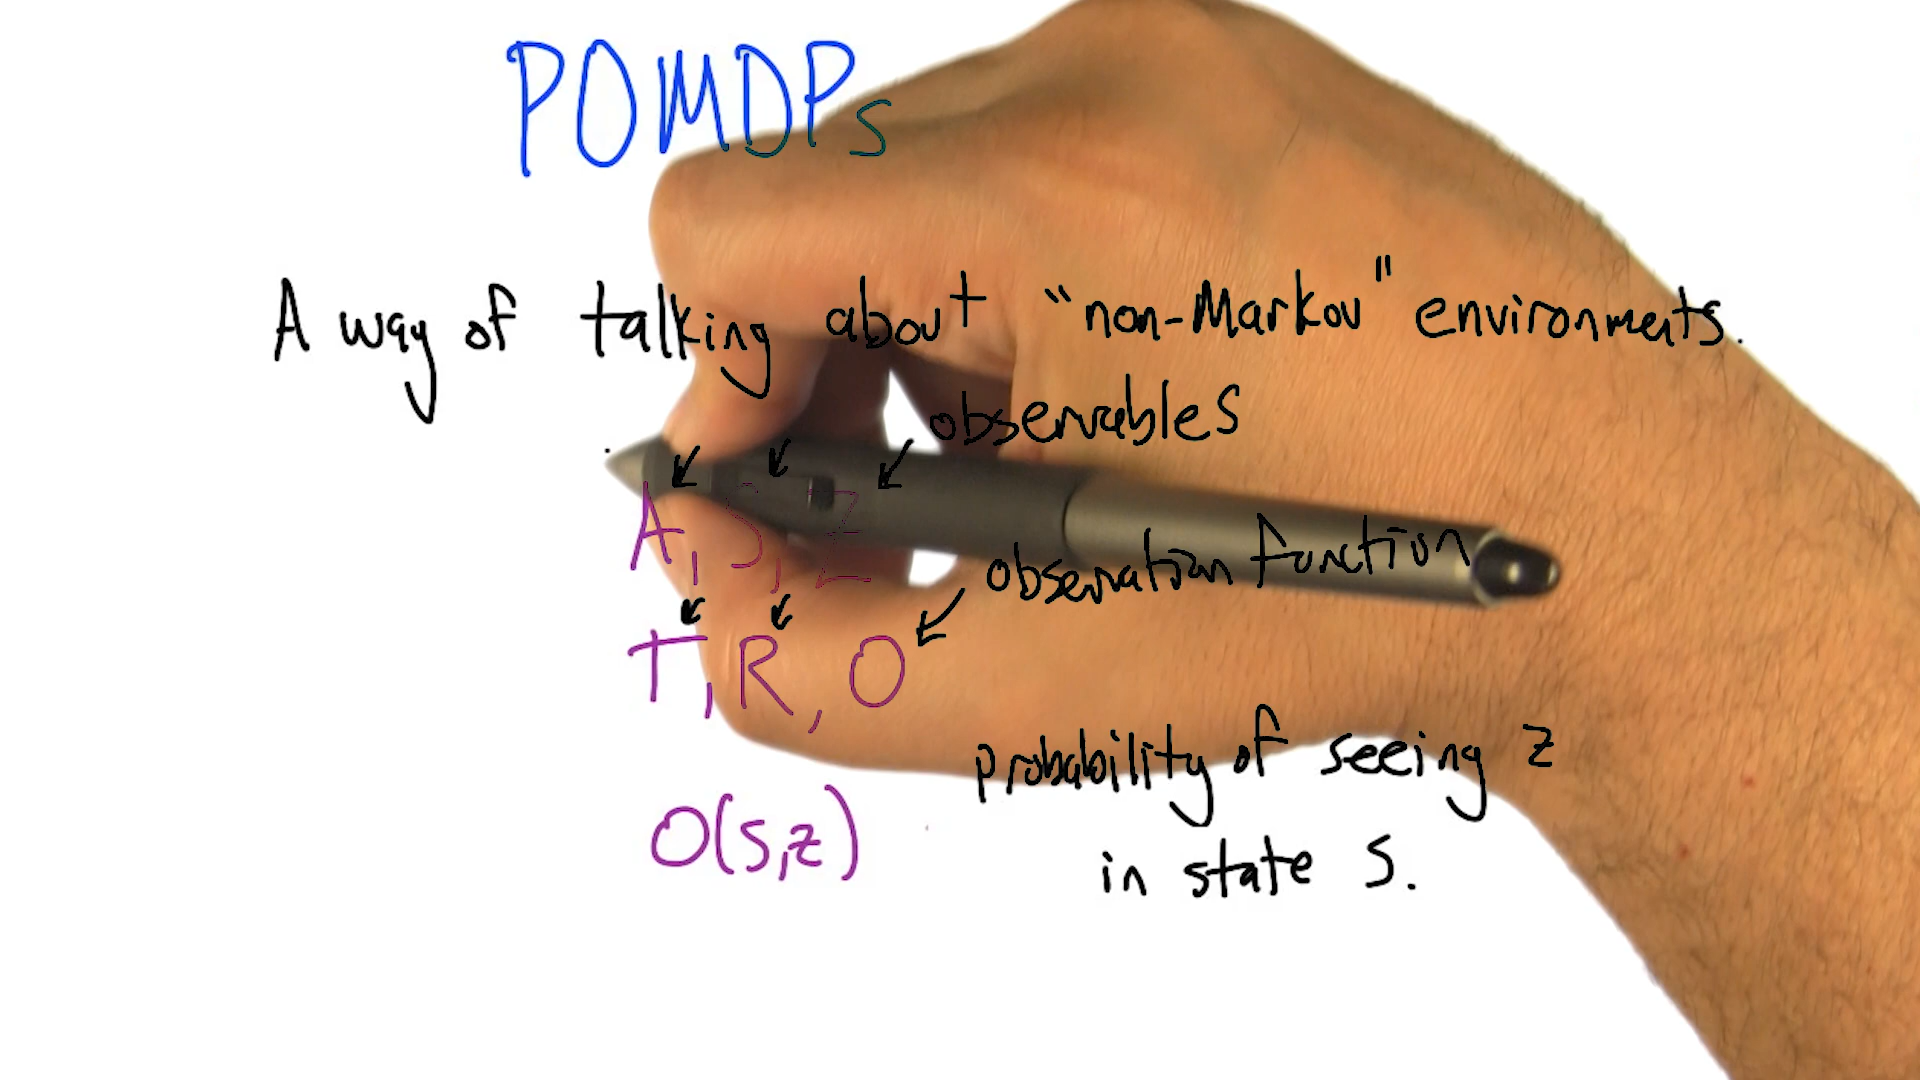 POMDPs
A way of talking about "non-Markov" environments.
observables
A, S, Z
observation function
T, R, O
probability of seeing z
O(s,z)
in state s.